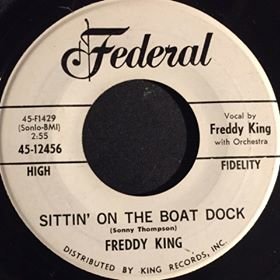 Federal
45-F1429
(Sonlo-BMI)
2:55
45-12456
Vocal by
Freddy King
with Orchestra
HIGH
FIDELITY
SITTIN' ON THE BOAT DOCK
(Sonny Thompson)
FREDDY KING
DISTRIBUTED BY KING RECORDS, INC.